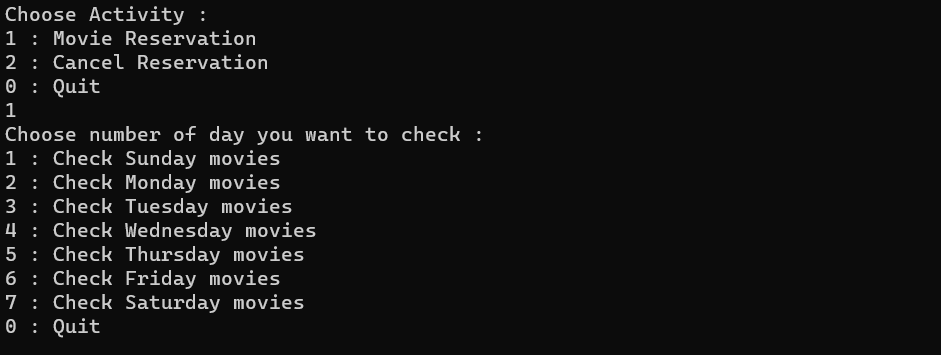 Choose Activity :
1 : Movie Reservation
2 : Cancel Reservation
0 : Quit
1
Choose number of day you want to check :
1 : Check Sunday movies
2 : Check Monday movies
3 : Check Tuesday movies
4 : Check Wednesday movies
5 : Check Thursday movies
6 : Check Friday movies
7 : Check Saturday movies
0 : Quit